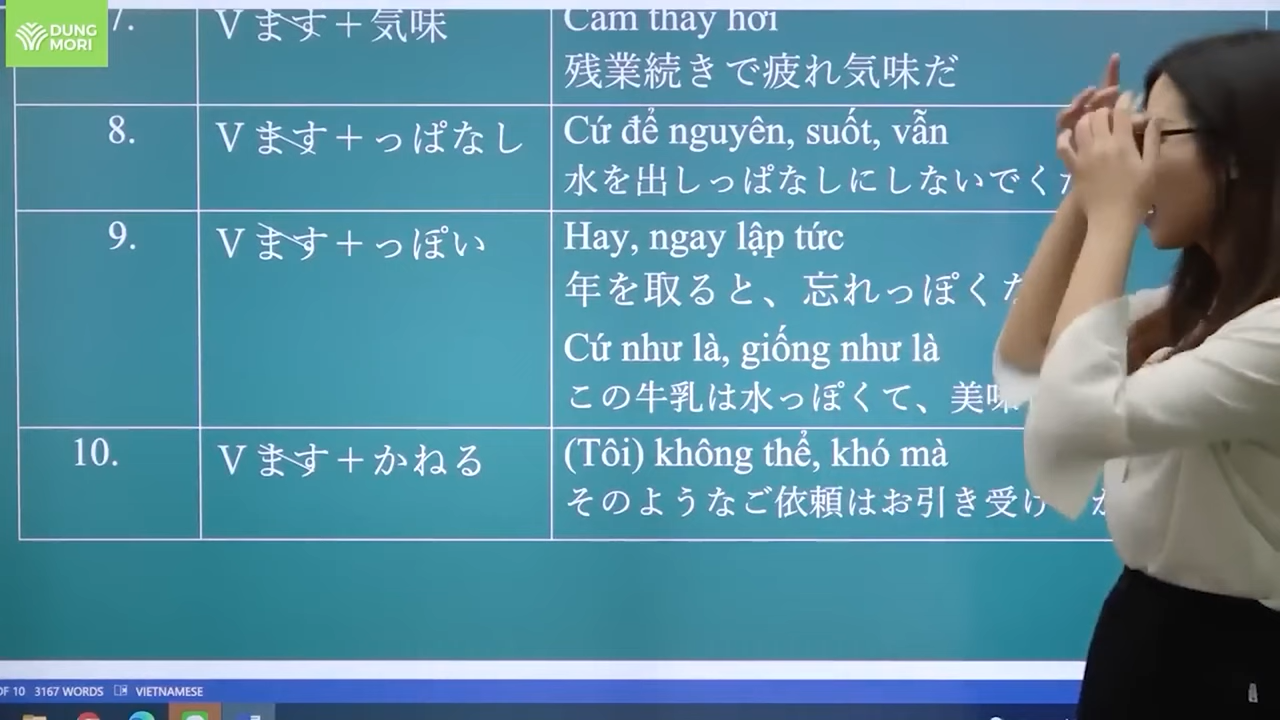 DUNG
MORI
7. Vます+気味 Cảm thấy hơi
残業続きで疲れ気味だ
8. Vます+っぱなし Cứ để nguyên, suốt, vẫn
水を出しっぱなしにしないでくだ
9. Vます+っぽい Hay, ngay lập tức
年を取ると、忘れっぽくな
Cứ như là, giống như là
この牛乳は水っぽくて、美味
10. Vます+かねる (Tôi) không thể, khó mà
そのようなご依頼はお引き受け
OF 10 3167 WORDS VIETNAMESE